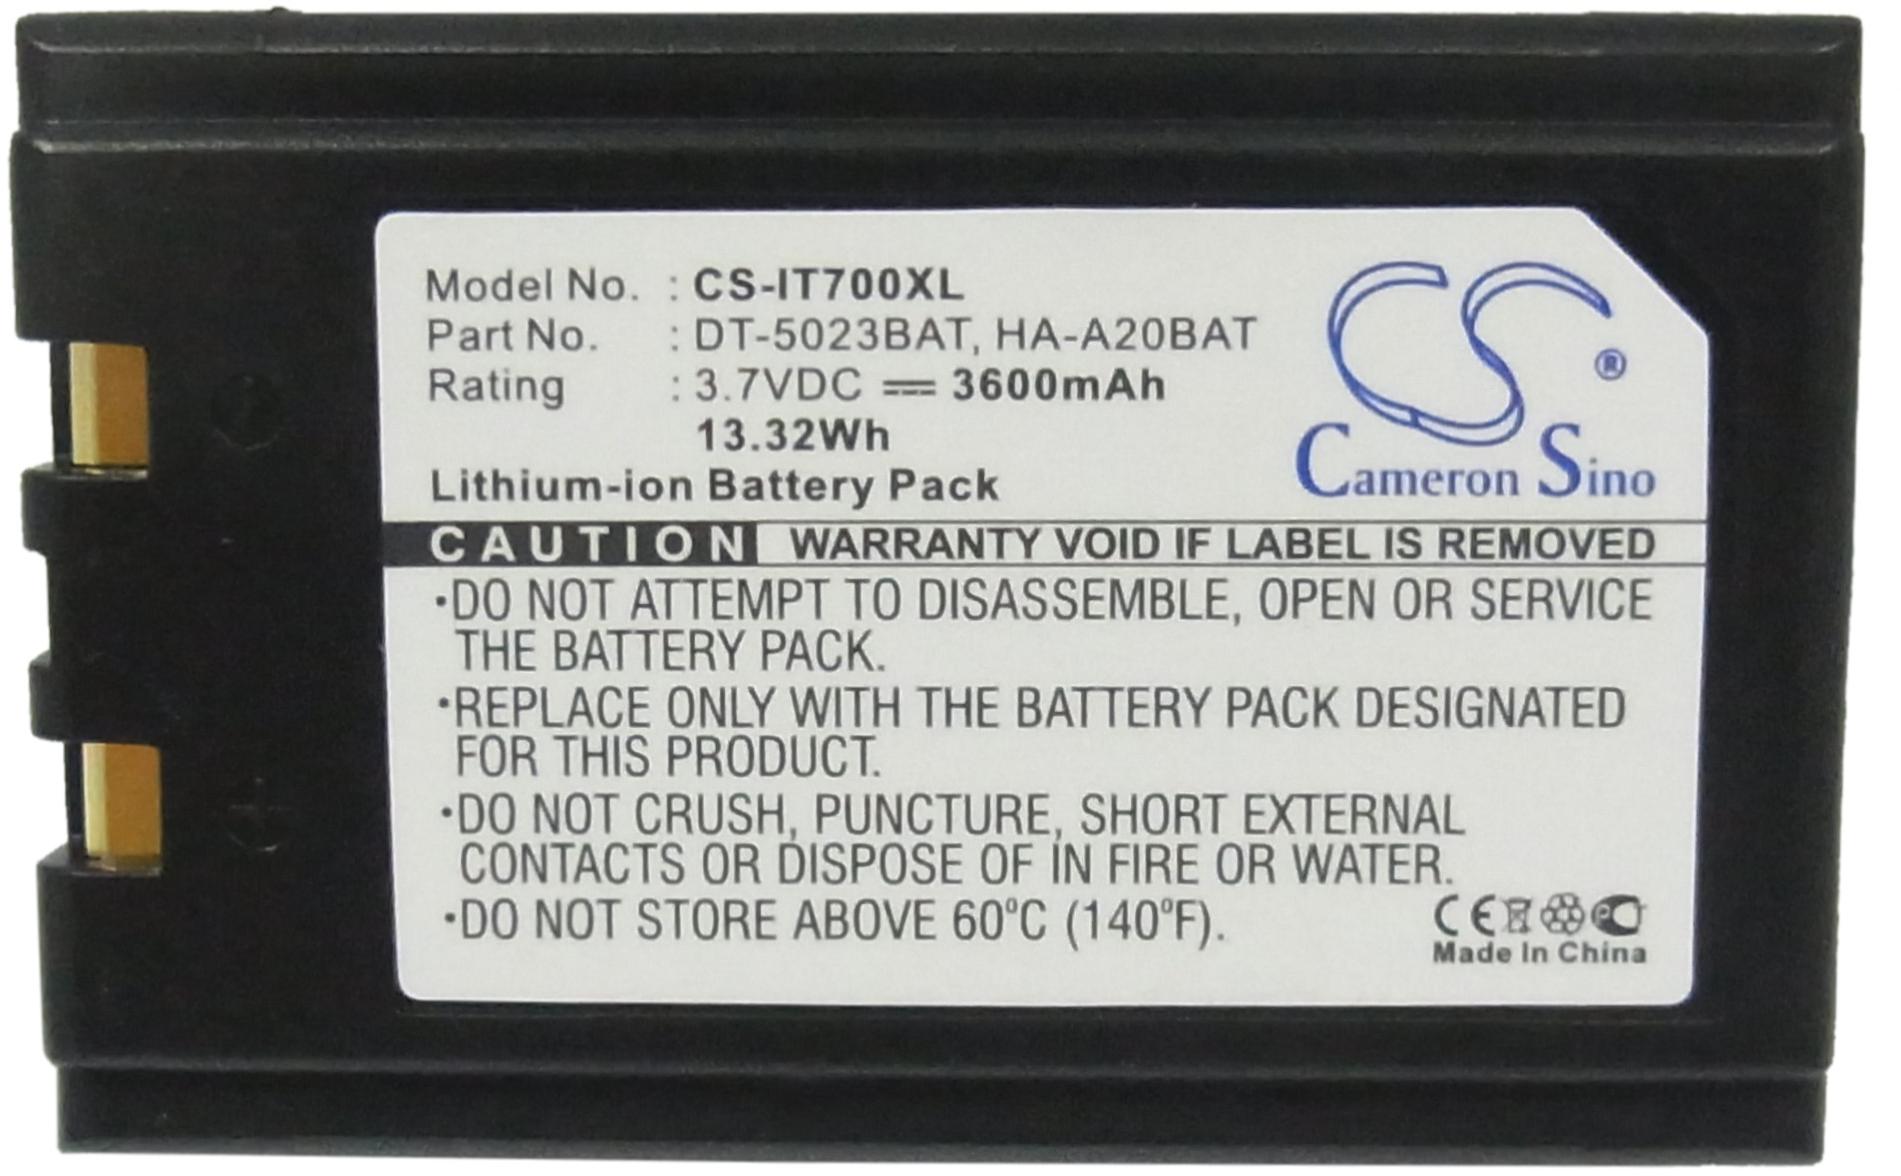 Model No. : CS-IT700XL
Part No. : DT-5023BAT, HA-A20BAT
Rating : 3.7VDC ⎓ 3600mAh
13.32Wh
Lithium-ion Battery Pack
CS ®
Cameron Sino
CAUTION WARRANTY VOID IF LABEL IS REMOVED
·DO NOT ATTEMPT TO DISASSEMBLE, OPEN OR SERVICE
THE BATTERY PACK.
·REPLACE ONLY WITH THE BATTERY PACK DESIGNATED
FOR THIS PRODUCT.
·DO NOT CRUSH, PUNCTURE, SHORT EXTERNAL
CONTACTS OR DISPOSE OF IN FIRE OR WATER.
·DO NOT STORE ABOVE 60ºC (140ºF).
CE
Made In China